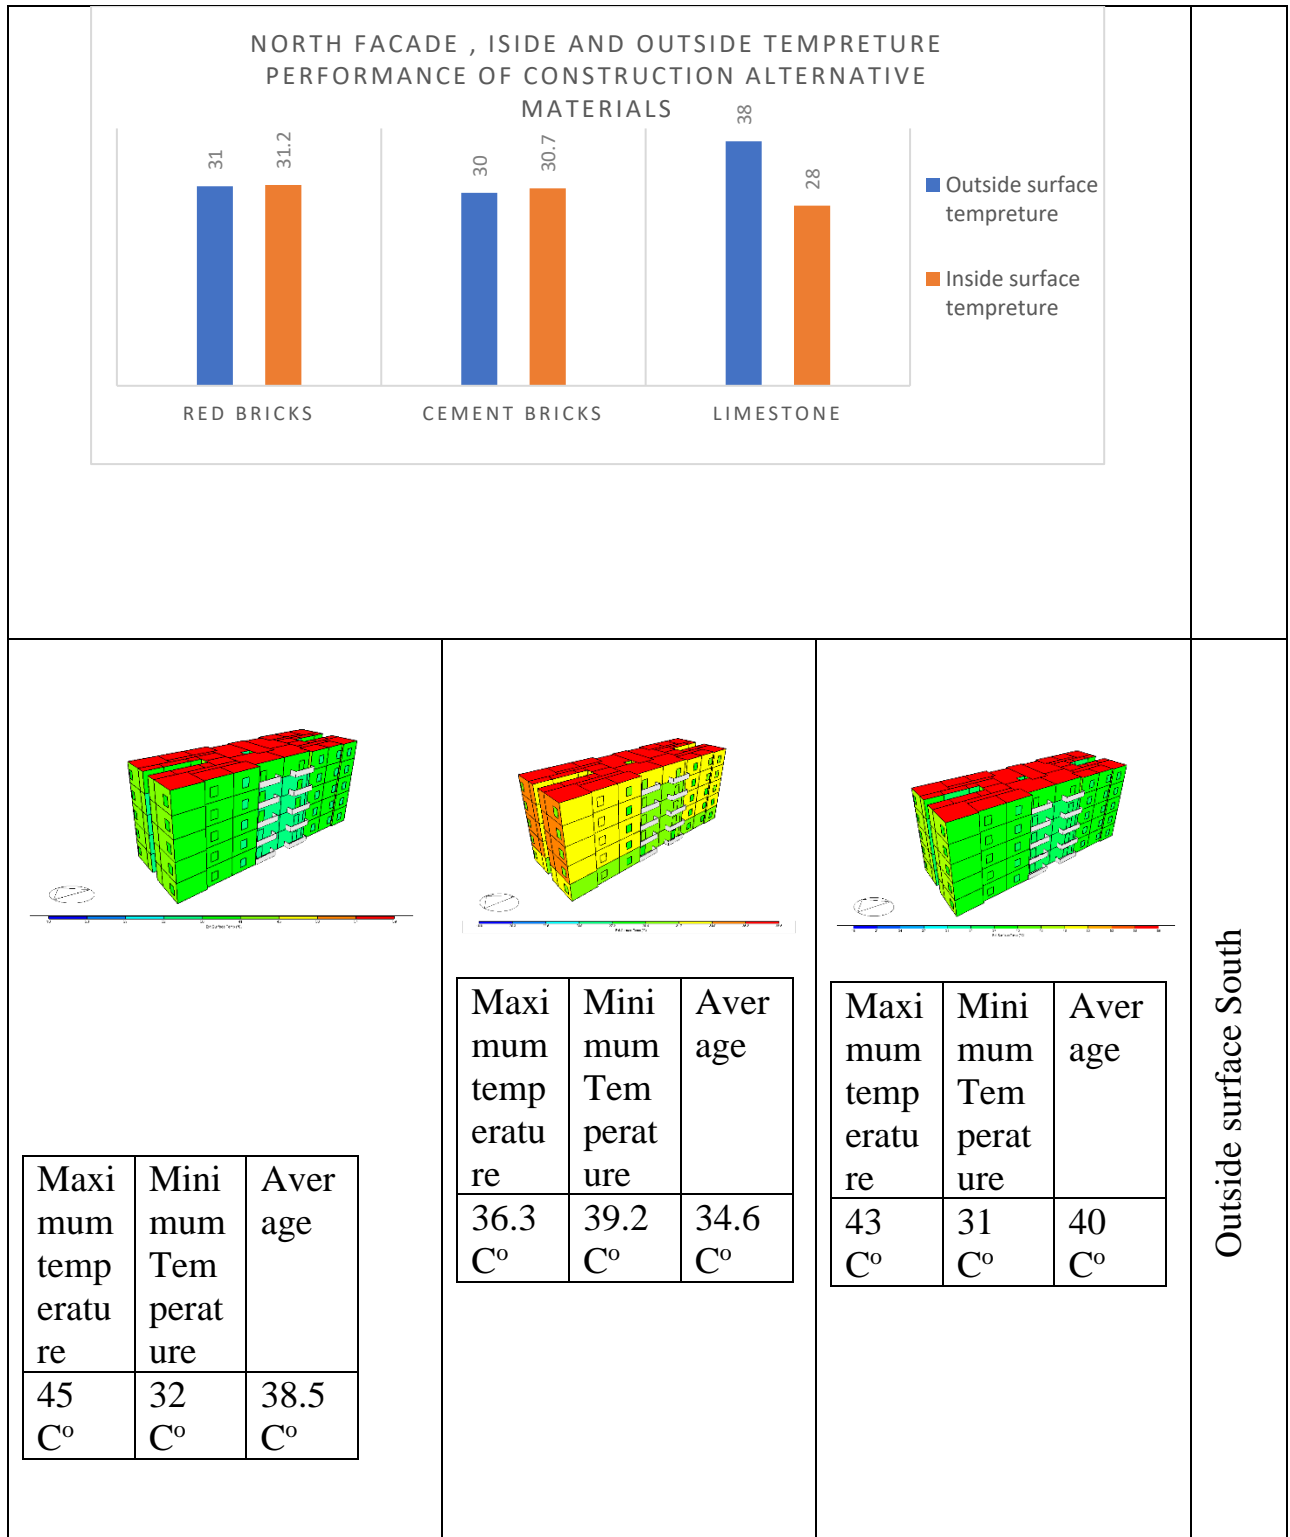 NORTH FACADE , ISIDE AND OUTSIDE TEMPRETURE
PERFORMANCE OF CONSTRUCTION ALTERNATIVE
MATERIALS
31
31.2
30
30.7
38
28
RED BRICKS
CEMENT BRICKS
LIMESTONE
Outside surface
tempreture
Inside surface
tempreture
Maxi
mum
temp
eratu
re
Mini
mum
Tem
perat
ure
Aver
age
45
Cº
32
Cº
38.5
Cº
Maxi
mum
temp
eratu
re
Mini
mum
Tem
perat
ure
Aver
age
36.3
Cº
39.2
Cº
34.6
Cº
Maxi
mum
temp
eratu
re
Mini
mum
Tem
perat
ure
Aver
age
43
Cº
31
Cº
40
Cº
Outside surface South